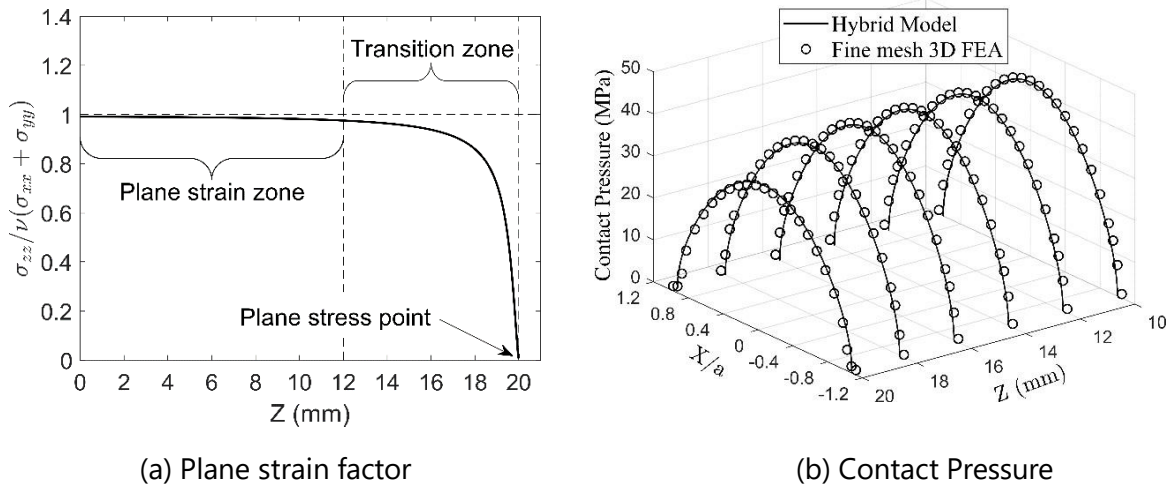 1.4
1.2
1
0.8
0.6
0.4
0.2
0
σzz/ν(σxx + σyy)
Transition zone
Plane strain zone
Plane stress point
0 2 4 6 8 10 12 14 16 18 20
Z (mm)
(a) Plane strain factor
Hybrid Model
Fine mesh 3D FEA
50
40
30
20
10
0
Contact Pressure (MPa)
1.2
0.8
0.4
0
-0.4
-0.8
-1.2
X/a
20
18
16
14
12
10
Z (mm)
(b) Contact Pressure